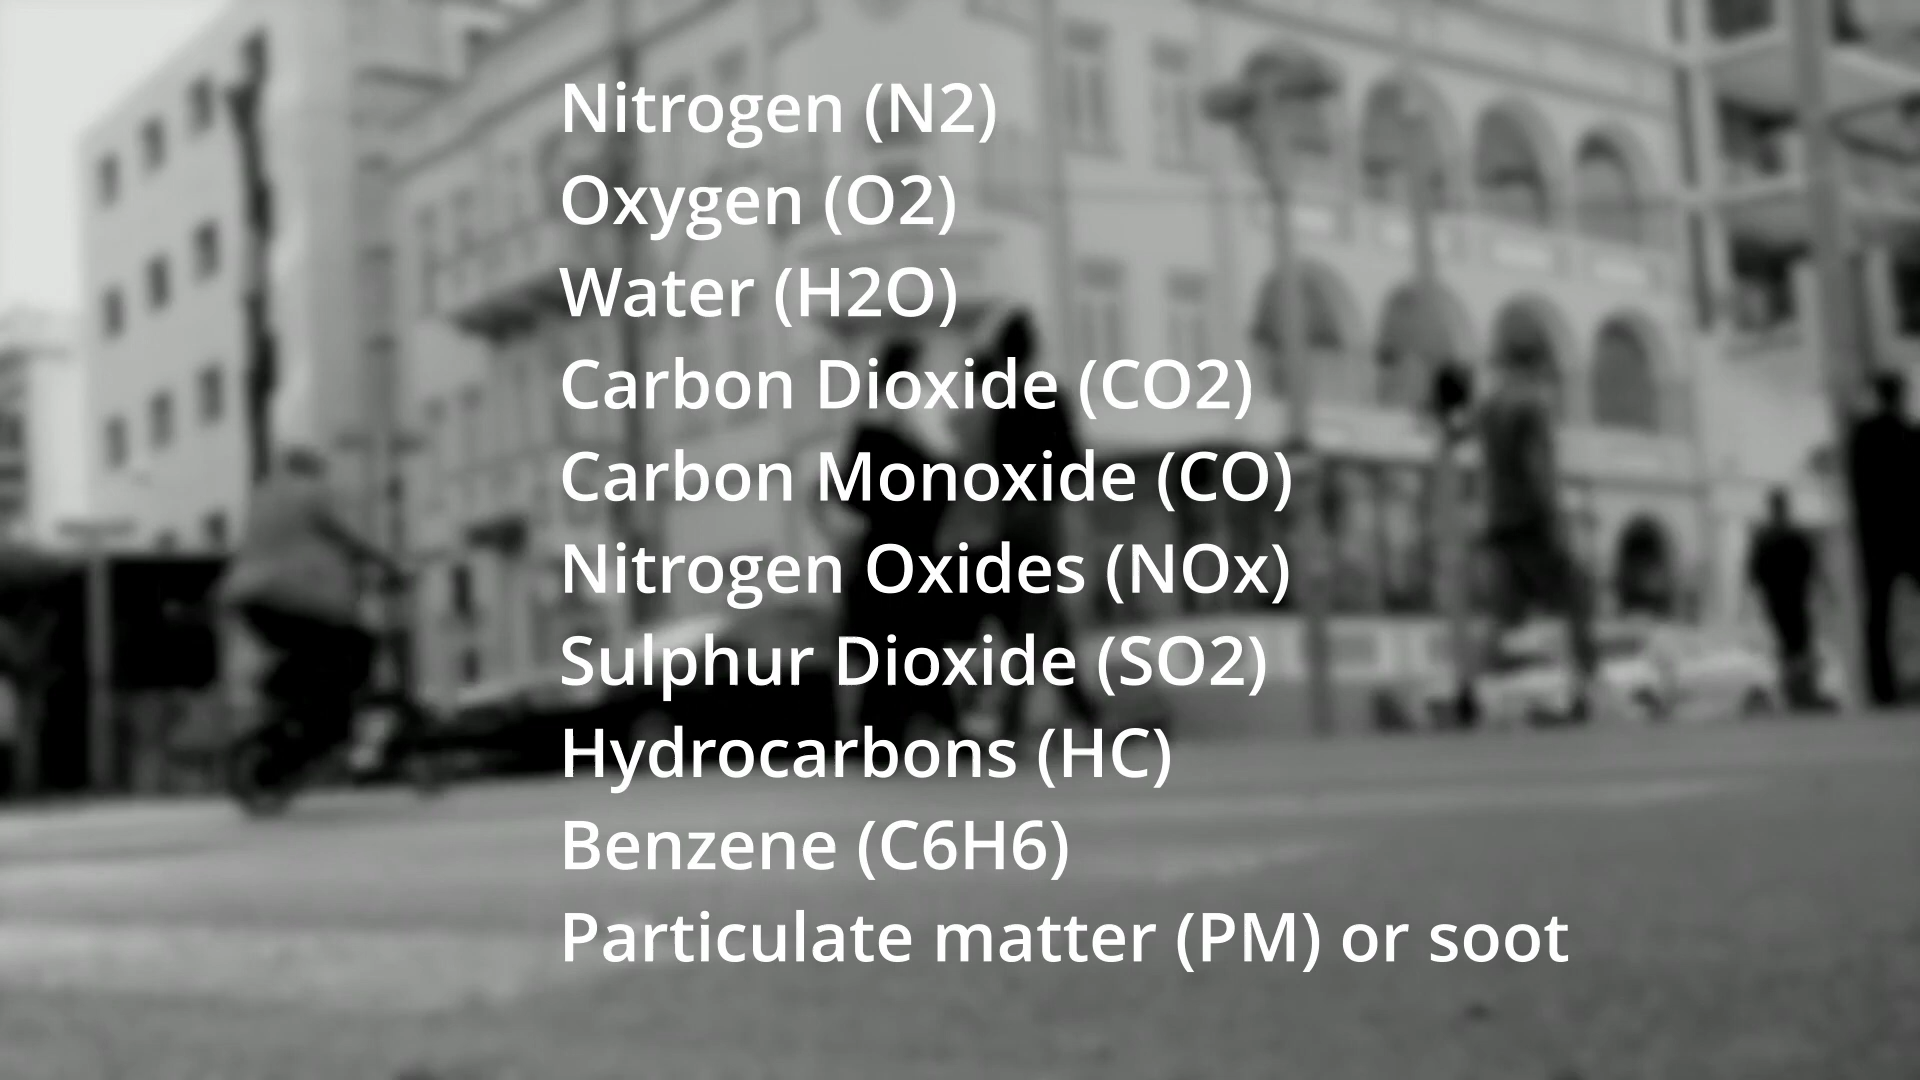 Nitrogen (N2)
Oxygen (O2)
Water (H2O)
Carbon Dioxide (CO2)
Carbon Monoxide (CO)
Nitrogen Oxides (NOx)
Sulphur Dioxide (SO2)
Hydrocarbons (HC)
Benzene (C6H6)
Particulate matter (PM) or soot